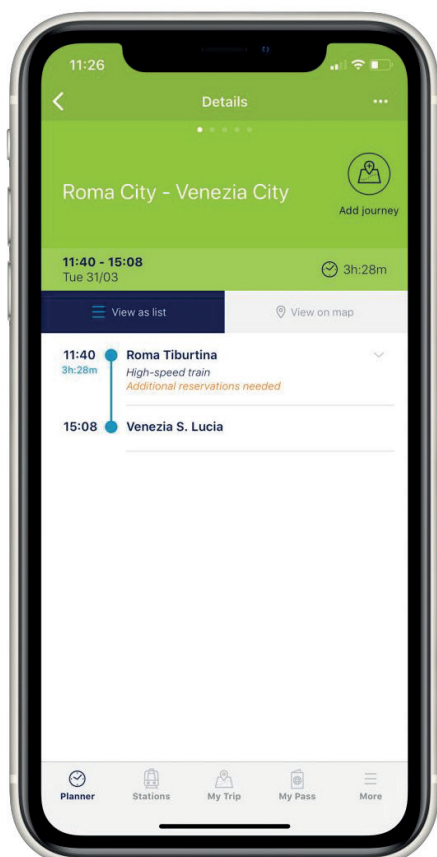 11:26
Details
Roma City - Venezia City
Add journey
11:40 - 15:08
Tue 31/03
3h:28m
View as list
View on map
11:40 Roma Tiburtina
3h:28m High-speed train
Additional reservations needed
15:08 Venezia S. Lucia
Planner Stations My Trip My Pass More